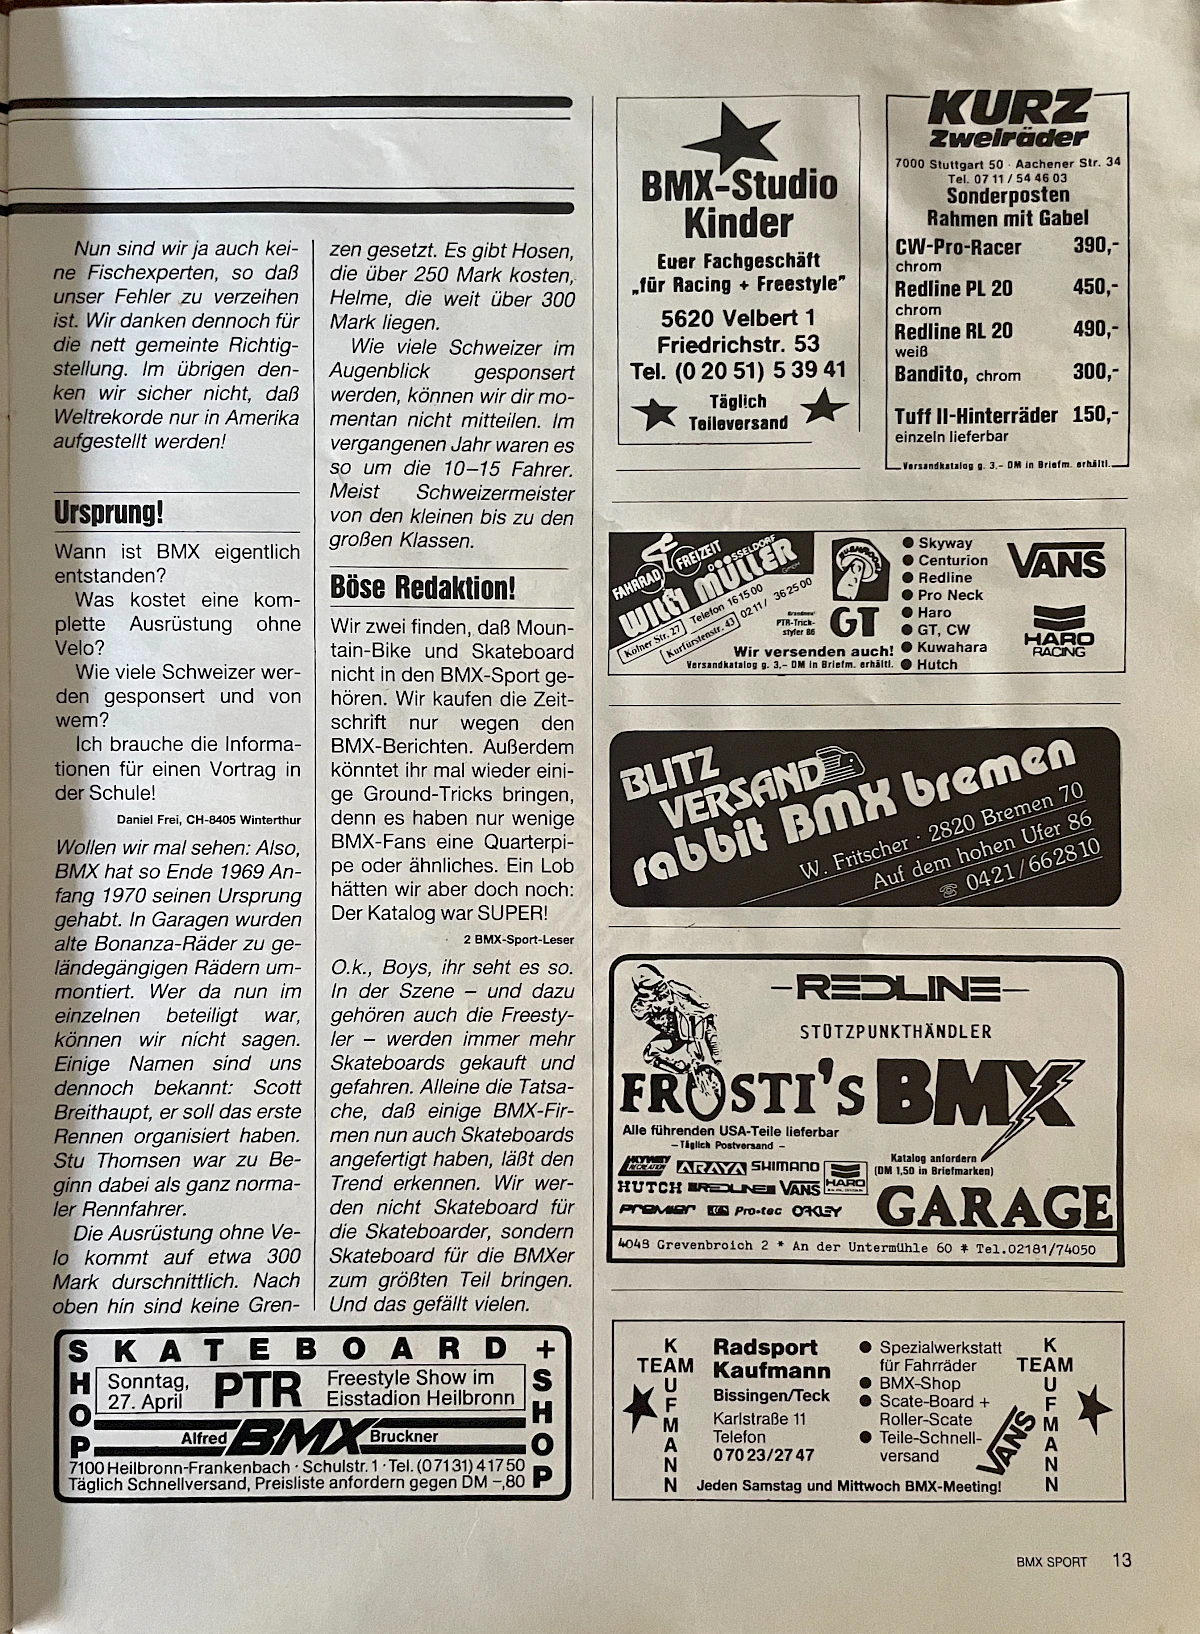 Nun sind wir ja auch kei-
ne Fischexperten, so daß
unser Fehler zu verzeihen
ist. Wir danken dennoch für
die nett gemeinte Richtig-
stellung. Im übrigen den-
ken wir sicher nicht, daß
Weltrekorde nur in Amerika
aufgestellt werden!
Ursprung!
Wann ist BMX eigentlich
entstanden?
Was kostet eine kom-
plette Ausrüstung ohne
Velo?
Wie viele Schweizer wer-
den gesponsert und von
wem?
Ich brauche die Informa-
tionen für einen Vortrag in
der Schule!
Daniel Frei, CH-8405 Winterthur
Wollen wir mal sehen: Also,
BMX hat so Ende 1969 An-
fang 1970 seinen Ursprung
gehabt. In Garagen wurden
alte Bonanza-Räder zu ge-
ländegängigen Rädern um-
montiert. Wer da nun im
einzelnen beteiligt war,
können wir nicht sagen.
Einige Namen sind uns
dennoch bekannt: Scott
Breithaupt, er soll das erste
Rennen organisiert haben.
Stu Thomsen war zu Be-
ginn dabei als ganz norma-
ler Rennfahrer.
Die Ausrüstung ohne Ve-
lo kommt auf etwa 300
Mark durschnittlich. Nach
oben hin sind keine Gren-
zen gesetzt. Es gibt Hosen,
die über 250 Mark kosten,
Helme, die weit über 300
Mark liegen.
Wie viele Schweizer im
Augenblick gesponsert
werden, können wir dir mo-
mentan nicht mitteilen. Im
vergangenen Jahr waren es
so um die 10–15 Fahrer.
Meist Schweizermeister
von den kleinen bis zu den
großen Klassen.
Böse Redaktion!
Wir zwei finden, daß Moun-
tain-Bike und Skateboard
nicht in den BMX-Sport ge-
hören. Wir kaufen die Zeit-
schrift nur wegen den
BMX-Berichten. Außerdem
könntet ihr mal wieder eini-
ge Ground-Tricks bringen,
denn es haben nur wenige
BMX-Fans eine Quarterpi-
pe oder ähnliches. Ein Lob
hätten wir aber doch noch:
Der Katalog war SUPER!
2 BMX-Sport-Leser
O.k., Boys, ihr seht es so.
In der Szene – und dazu
gehören auch die Freesty-
ler – werden immer mehr
Skateboards gekauft und
gefahren. Alleine die Tatsa-
che, daß einige BMX-Fir-
men nun auch Skateboards
angefertigt haben, läßt den
Trend erkennen. Wir wer-
den nicht Skateboard für
die Skateboarder, sondern
Skateboard für die BMXer
zum größten Teil bringen.
Und das gefällt vielen.
SKATEBOARD +
SHOP
SHOP
Sonntag,
27. April
PTR
Freestyle Show im
Eisstadion Heilbronn
Alfred BMX Bruckner
7100 Heilbronn-Frankenbach · Schulstr. 1 · Tel. (07131) 41750
Täglich Schnellversand, Preisliste anfordern gegen DM –,80
BMX-Studio
Kinder
Euer Fachgeschäft
„für Racing + Freestyle"
5620 Velbert 1
Friedrichstr. 53
Tel. (0 20 51) 5 39 41
Täglich
Teileversand
KURZ
Zweiräder
7000 Stuttgart 50 · Aachener Str. 34
Tel. 07 11 / 54 46 03
Sonderposten
Rahmen mit Gabel
CW-Pro-Racer 390,-
chrom
Redline PL 20 450,-
chrom
Redline RL 20 490,-
weiß
Bandito, chrom 300,-
Tuff II-Hinterräder 150,-
einzeln lieferbar
Versandkatalog g. 3,– DM in Briefm. erhältl.
FAHRRAD FREIZEIT
DÜSSELDORF
WILLY MÜLLER GmbH
Kölner Str. 27 Telefon 16 15 00
Kurfürstenstr. 43 02 11 / 36 25 00
MUSHROOM
Brandneu!
PTR-Trick-
styler 86
GT
Wir versenden auch!
Versandkatalog g. 3,– DM in Briefm. erhältl.
● Skyway
● Centurion
● Redline
● Pro Neck
● Haro
● GT, CW
● Kuwahara
● Hutch
VANS
HARO
RACING
BLITZ
VERSAND
rabbit BMX bremen
W. Fritscher · 2820 Bremen 70
Auf dem hohen Ufer 86
☏ 0421/662810
–REDLINE–
STÜTZPUNKTHÄNDLER
FROSTI'S BMX
Alle führenden USA-Teile lieferbar
– Täglich Postversand –
Katalog anfordern
(DM 1,50 in Briefmarken)
SKYWAY RECREATION ARAYA SHIMANO
HUTCH REDLINE VANS HARO
PREMIER Pro-tec OAKLEY
GARAGE
4048 Grevenbroich 2 * An der Untermühle 60 * Tel.02181/74050
TEAM
KAUFMANN
Radsport
Kaufmann
Bissingen/Teck
Karlstraße 11
Telefon
0 70 23/27 47
● Spezialwerkstatt
für Fahrräder
● BMX-Shop
● Scate-Board +
Roller-Scate
● Teile-Schnell-
versand
VANS
TEAM
KAUFMANN
Jeden Samstag und Mittwoch BMX-Meeting!
BMX SPORT 13